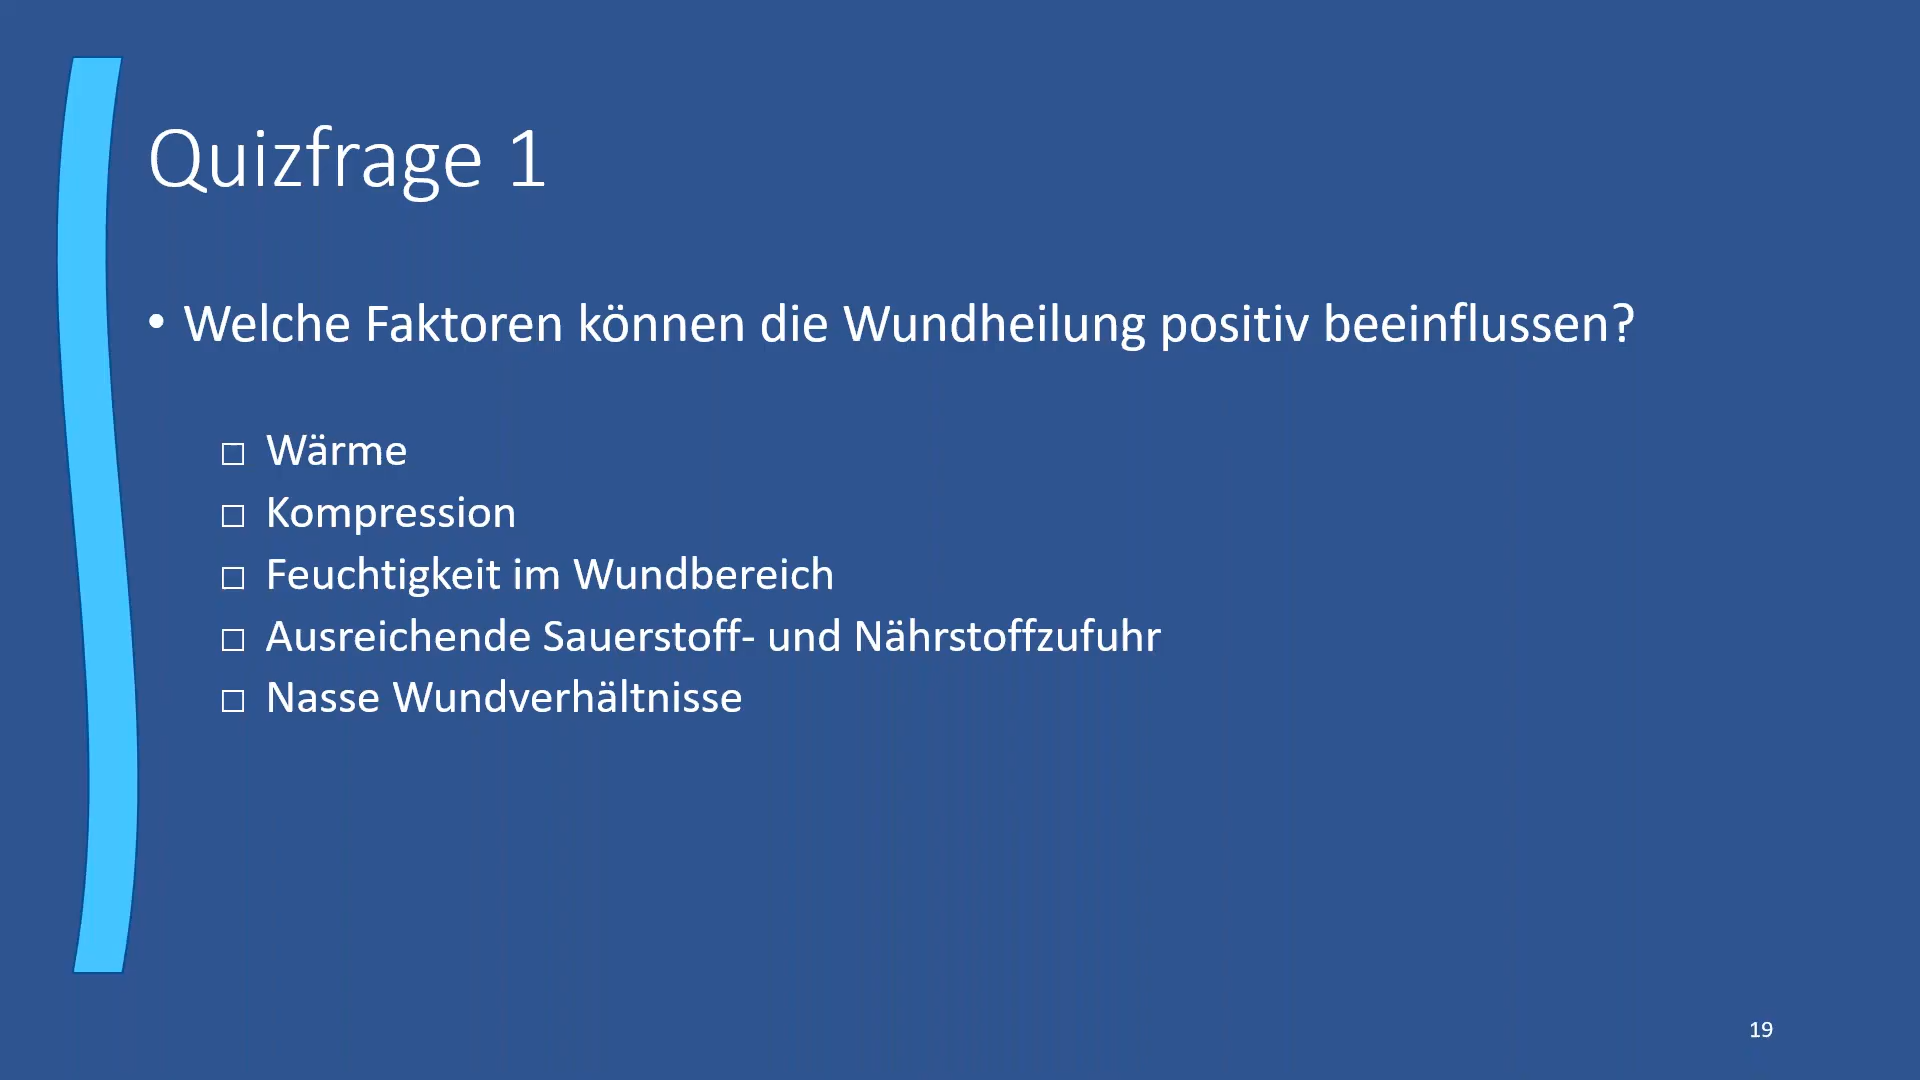 Quizfrage 1
• Welche Faktoren können die Wundheilung positiv beeinflussen?
□ Wärme
□ Kompression
□ Feuchtigkeit im Wundbereich
□ Ausreichende Sauerstoff- und Nährstoffzufuhr
□ Nasse Wundverhältnisse
19